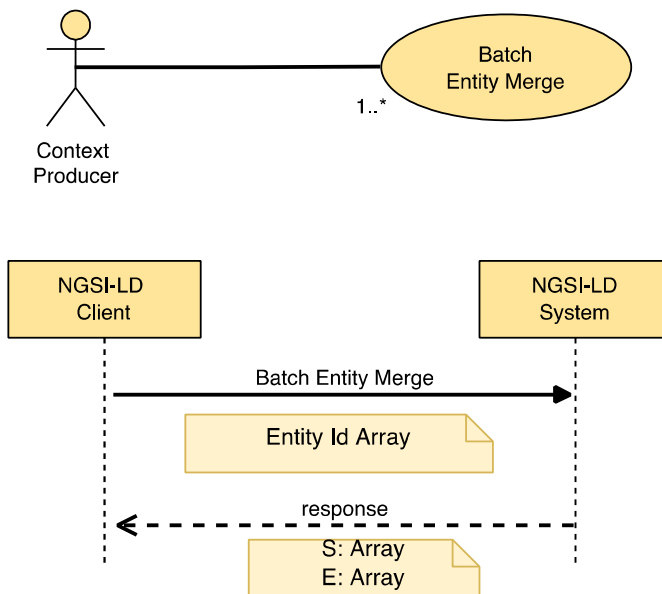 Batch
Entity Merge
1..*
Context
Producer
NGSI-LD
Client
NGSI-LD
System
Batch Entity Merge
Entity Id Array
response
S: Array
E: Array